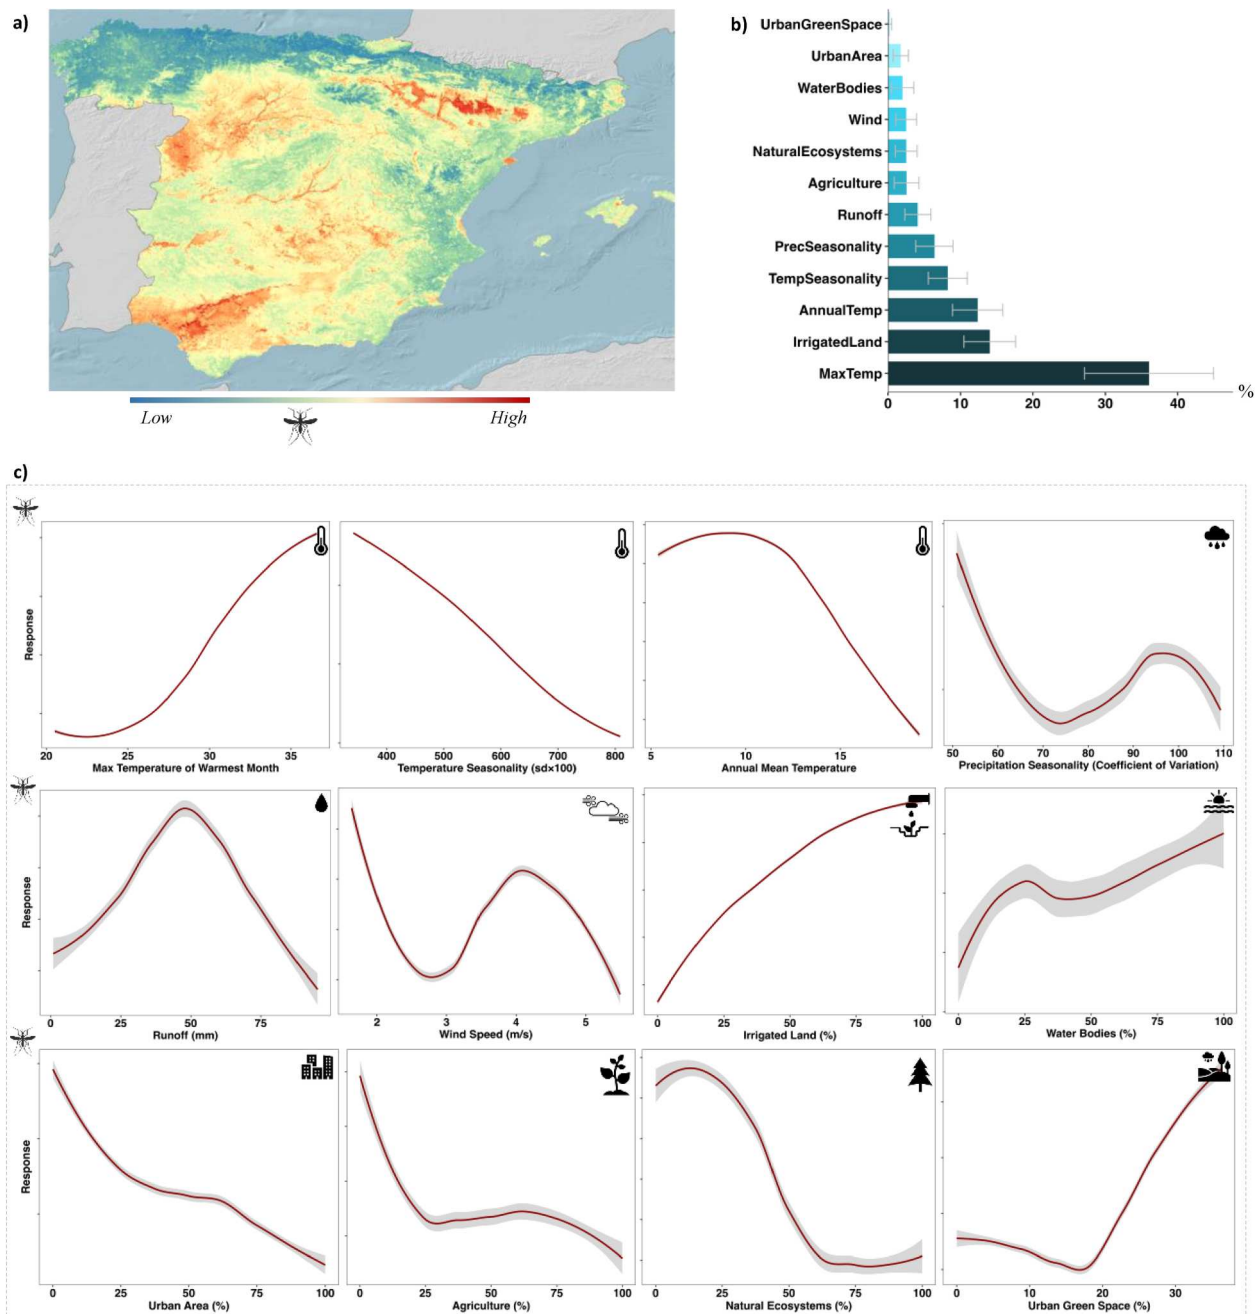 a)
Low
High
b)
UrbanGreenSpace
UrbanArea
WaterBodies
Wind
NaturalEcosystems
Agriculture
Runoff
PrecSeasonality
TempSeasonality
AnnualTemp
IrrigatedLand
MaxTemp
0 10 20 30 40 %
c)
Response
20 25 30 35
Max Temperature of Warmest Month
400 500 600 700 800
Temperature Seasonality (sd×100)
5 10 15
Annual Mean Temperature
50 60 70 80 90 100 110
Precipitation Seasonality (Coefficient of Variation)
Response
0 25 50 75
Runoff (mm)
2 3 4 5
Wind Speed (m/s)
0 25 50 75 100
Irrigated Land (%)
0 25 50 75 100
Water Bodies (%)
Response
0 25 50 75 100
Urban Area (%)
0 25 50 75 100
Agriculture (%)
0 25 50 75 100
Natural Ecosystems (%)
0 10 20 30
Urban Green Space (%)